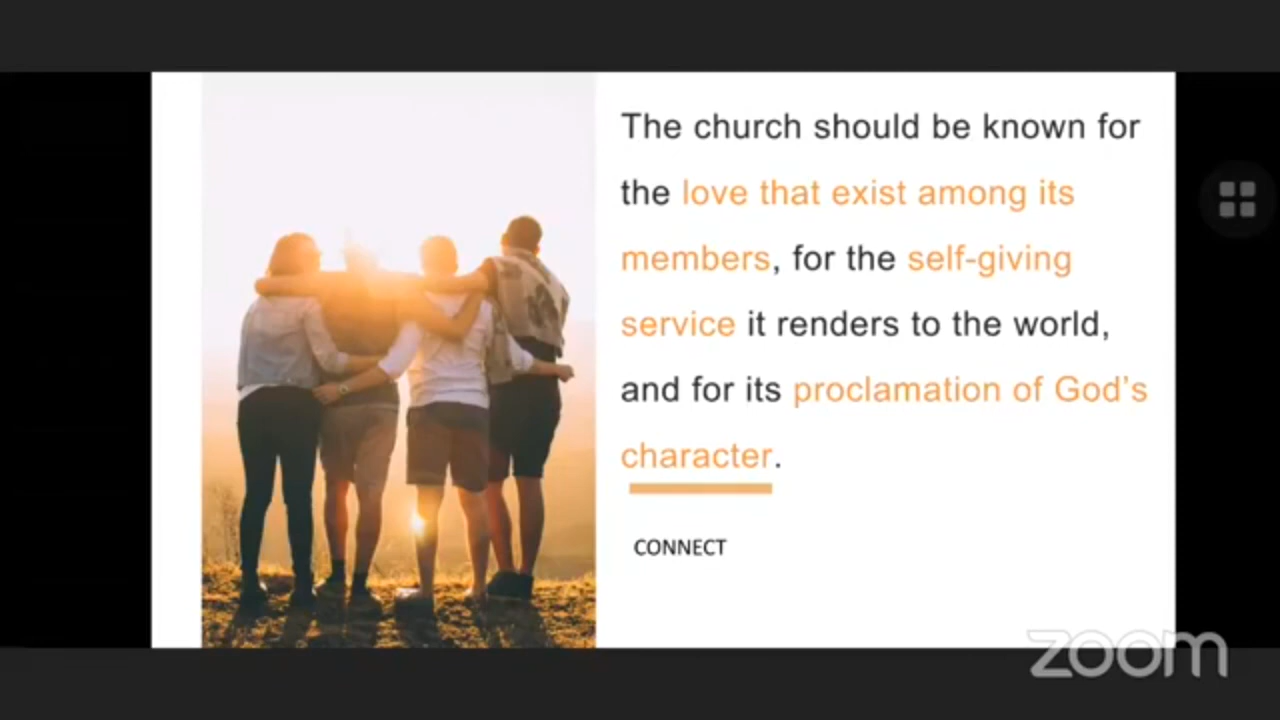 The church should be known for
the love that exist among its
members, for the self-giving
service it renders to the world,
and for its proclamation of God’s
character.
CONNECT
zoom